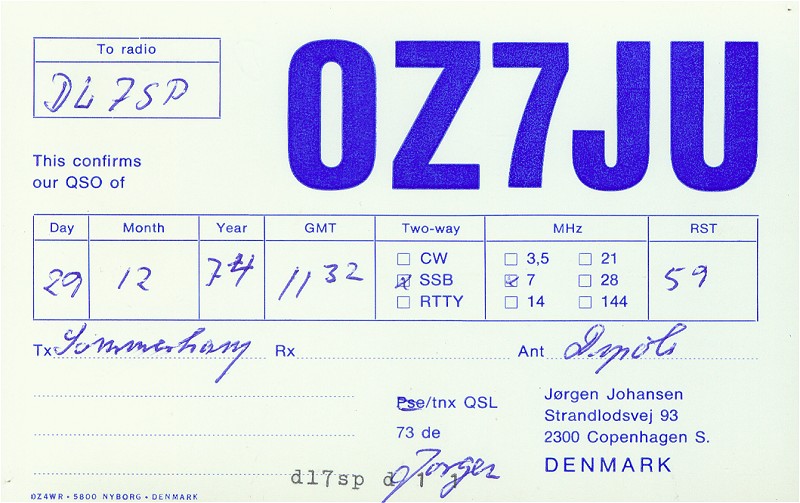 To radio
DL7SP
OZ7JU
This confirms
our QSO of
Day Month Year GMT Two-way MHz RST
29 12 74 1132 CW SSB RTTY 3,5 7 14 21 28 144 59
Tx Sommerkamp Rx Ant Dipôl
Pse/tnx QSL
73 de
Jørgen
Jørgen Johansen
Strandlodsvej 93
2300 Copenhagen S.
DENMARK
dl7sp d
OZ4WR • 5800 NYBORG • DENMARK